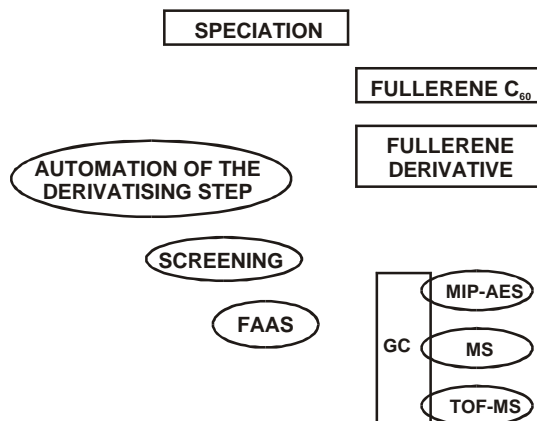 SPECIATION
FULLERENE C₆₀
FULLERENE
DERIVATIVE
AUTOMATION OF THE
DERIVATISING STEP
SCREENING
MIP-AES
FAAS
GC
MS
TOF-MS